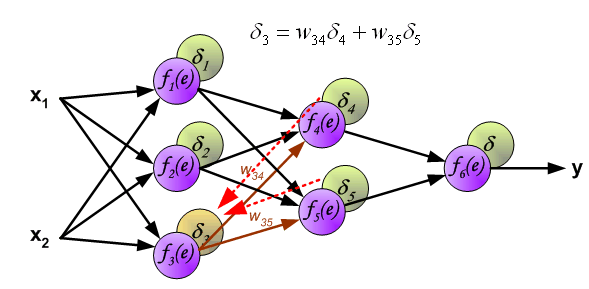 δ₃ = w₃₄δ₄ + w₃₅δ₅
δ₁
f₁(e)
x₁
δ₄
f₄(e)
δ₂
f₂(e)
w₃₄
δ
f₆(e)
y
δ₅
f₅(e)
w₃₅
x₂
δ₃
f₃(e)